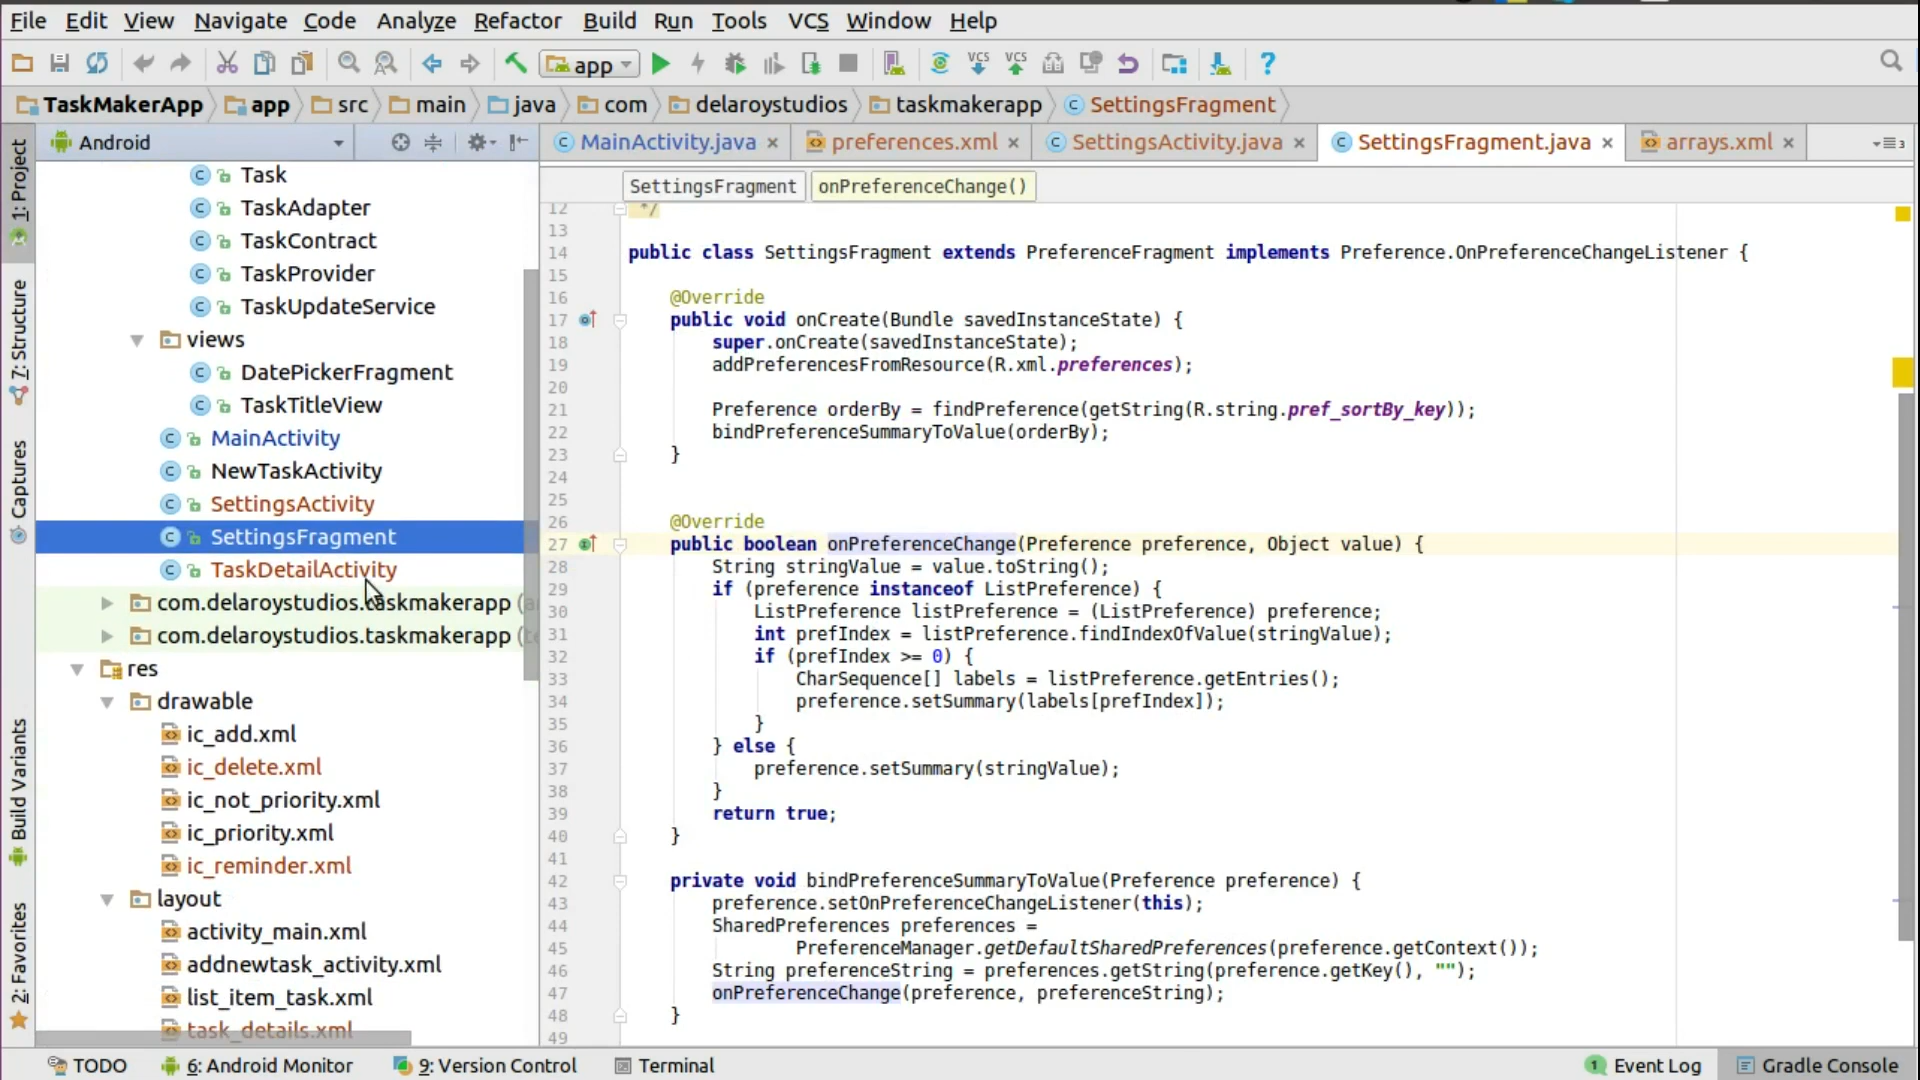 File Edit View Navigate Code Analyze Refactor Build Run Tools VCS Window Help
app
VCS VCS
TaskMakerApp app src main java com delaroystudios taskmakerapp SettingsFragment
Android
MainActivity.java preferences.xml SettingsActivity.java SettingsFragment.java arrays.xml
SettingsFragment onPreferenceChange()
1: Project
7: Structure
Captures
Build Variants
2: Favorites
Task
TaskAdapter
TaskContract
TaskProvider
TaskUpdateService
views
DatePickerFragment
TaskTitleView
MainActivity
NewTaskActivity
SettingsActivity
SettingsFragment
TaskDetailActivity
com.delaroystudios.taskmakerapp
com.delaroystudios.taskmakerapp
res
drawable
ic_add.xml
ic_delete.xml
ic_not_priority.xml
ic_priority.xml
ic_reminder.xml
layout
activity_main.xml
addnewtask_activity.xml
list_item_task.xml
task_details.xml
12 */
13
14 public class SettingsFragment extends PreferenceFragment implements Preference.OnPreferenceChangeListener {
15
16 @Override
17 public void onCreate(Bundle savedInstanceState) {
18 super.onCreate(savedInstanceState);
19 addPreferencesFromResource(R.xml.preferences);
20
21 Preference orderBy = findPreference(getString(R.string.pref_sortBy_key));
22 bindPreferenceSummaryToValue(orderBy);
23 }
24
25
26 @Override
27 public boolean onPreferenceChange(Preference preference, Object value) {
28 String stringValue = value.toString();
29 if (preference instanceof ListPreference) {
30 ListPreference listPreference = (ListPreference) preference;
31 int prefIndex = listPreference.findIndexOfValue(stringValue);
32 if (prefIndex >= 0) {
33 CharSequence[] labels = listPreference.getEntries();
34 preference.setSummary(labels[prefIndex]);
35 }
36 } else {
37 preference.setSummary(stringValue);
38 }
39 return true;
40 }
41
42 private void bindPreferenceSummaryToValue(Preference preference) {
43 preference.setOnPreferenceChangeListener(this);
44 SharedPreferences preferences =
45 PreferenceManager.getDefaultSharedPreferences(preference.getContext());
46 String preferenceString = preferences.getString(preference.getKey(), "");
47 onPreferenceChange(preference, preferenceString);
48 }
49
TODO 6: Android Monitor 9: Version Control Terminal 1 Event Log Gradle Console